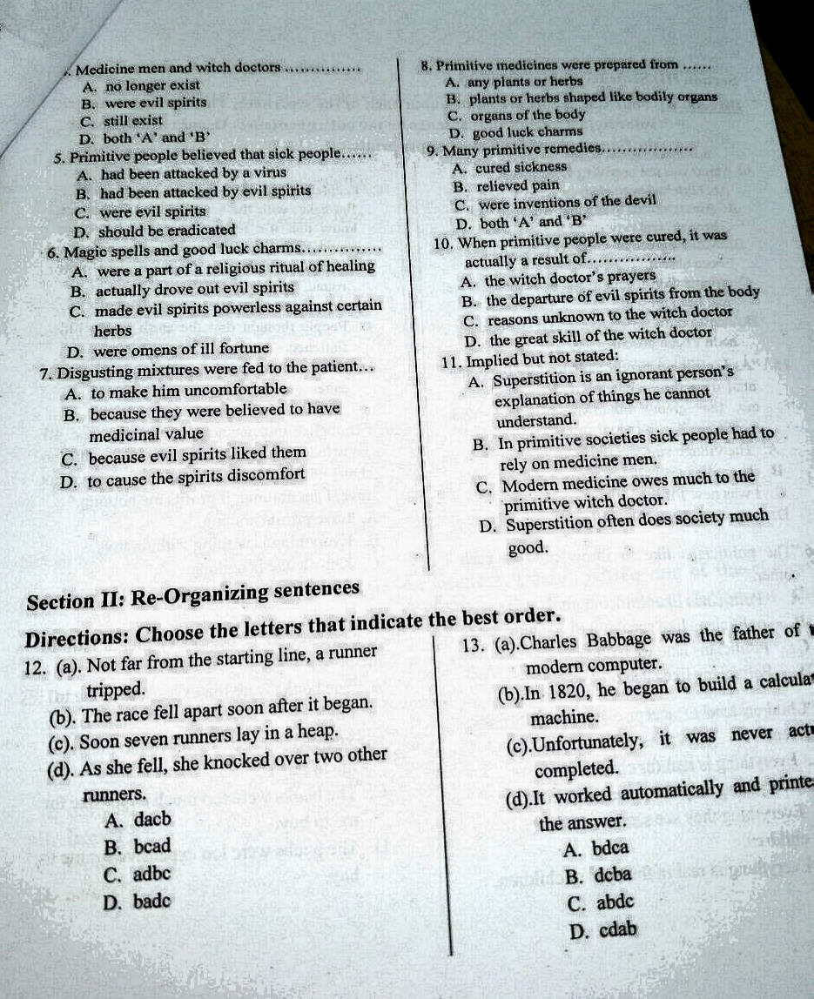 . Medicine men and witch doctors ..............
A. no longer exist
B. were evil spirits
C. still exist
D. both ‘A’ and ‘B’
5. Primitive people believed that sick people......
A. had been attacked by a virus
B. had been attacked by evil spirits
C. were evil spirits
D. should be eradicated
6. Magic spells and good luck charms...............
A. were a part of a religious ritual of healing
B. actually drove out evil spirits
C. made evil spirits powerless against certain
herbs
D. were omens of ill fortune
7. Disgusting mixtures were fed to the patient...
A. to make him uncomfortable
B. because they were believed to have
medicinal value
C. because evil spirits liked them
D. to cause the spirits discomfort
8. Primitive medicines were prepared from ......
A. any plants or herbs
B. plants or herbs shaped like bodily organs
C. organs of the body
D. good luck charms
9. Many primitive remedies.................
A. cured sickness
B. relieved pain
C. were inventions of the devil
D. both ‘A’ and ‘B’
10. When primitive people were cured, it was
actually a result of................
A. the witch doctor’s prayers
B. the departure of evil spirits from the body
C. reasons unknown to the witch doctor
D. the great skill of the witch doctor
11. Implied but not stated:
A. Superstition is an ignorant person’s
explanation of things he cannot
understand.
B. In primitive societies sick people had to
rely on medicine men.
C. Modern medicine owes much to the
primitive witch doctor.
D. Superstition often does society much
good.
Section II: Re-Organizing sentences
Directions: Choose the letters that indicate the best order.
12. (a). Not far from the starting line, a runner
tripped.
(b). The race fell apart soon after it began.
(c). Soon seven runners lay in a heap.
(d). As she fell, she knocked over two other
runners.
A. dacb
B. bcad
C. adbc
D. badc
13. (a).Charles Babbage was the father of
modern computer.
(b).In 1820, he began to build a calcula
machine.
(c).Unfortunately, it was never act
completed.
(d).It worked automatically and printe
the answer.
A. bdca
B. dcba
C. abdc
D. cdab